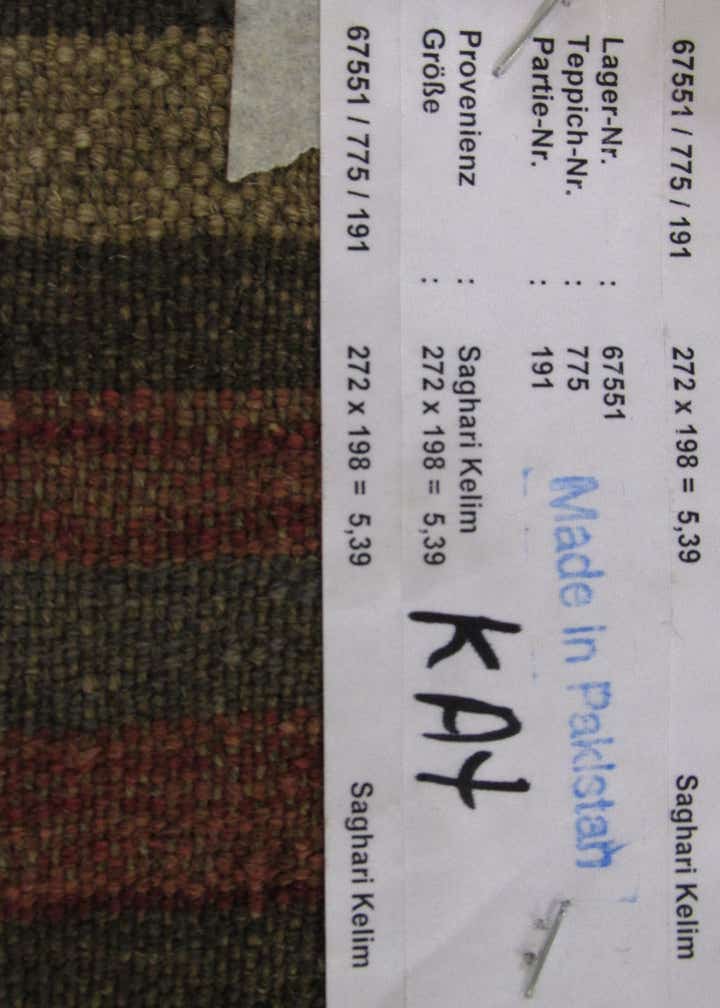 67551 / 775 / 191 272 x 198 = 5,39 Saghari Kelim
Lager-Nr. : 67551
Teppich-Nr. : 775
Partie-Nr. : 191
Made in Pakistan
Provenienz : Saghari Kelim
Größe : 272 x 198 = 5,39
KAY
67551 / 775 / 191 272 x 198 = 5,39 Saghari Kelim